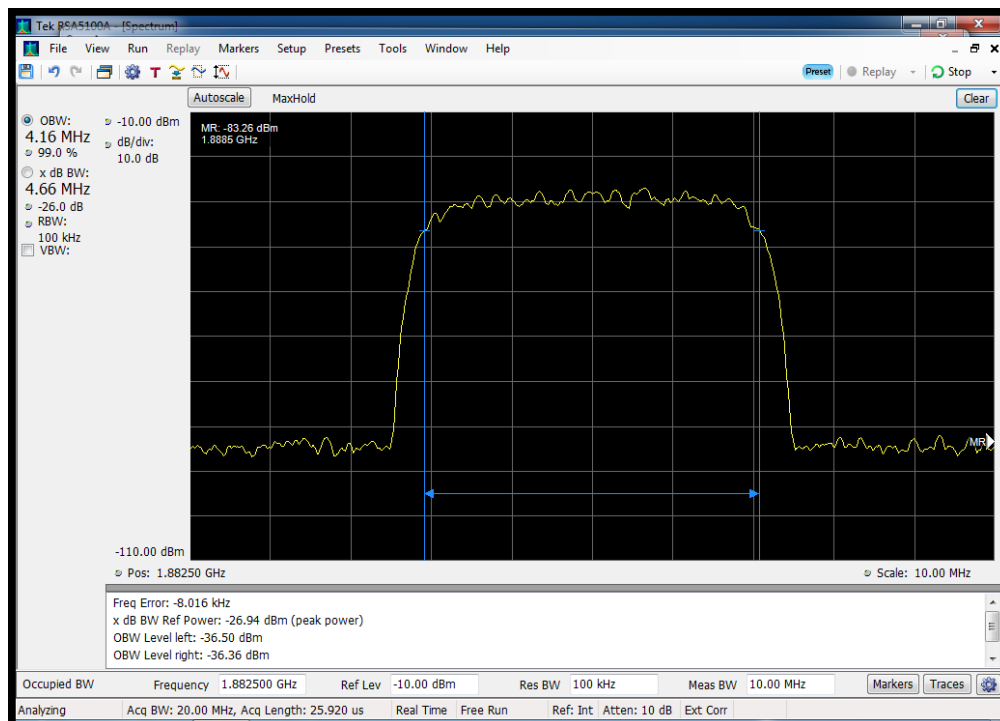 Tek RSA5100A - [Spectrum]
File View Run Replay Markers Setup Presets Tools Window Help
T Preset Replay Stop
Autoscale MaxHold Clear
OBW:
4.16 MHz
99.0 %
x dB BW:
4.66 MHz
-26.0 dB
RBW:
100 kHz
VBW:
-10.00 dBm
dB/div:
10.0 dB
MR: -83.26 dBm
1.8885 GHz
MR
-110.00 dBm
Pos: 1.88250 GHz Scale: 10.00 MHz
Freq Error: -8.016 kHz
x dB BW Ref Power: -26.94 dBm (peak power)
OBW Level left: -36.50 dBm
OBW Level right: -36.36 dBm
Occupied BW Frequency 1.882500 GHz Ref Lev -10.00 dBm Res BW 100 kHz Meas BW 10.00 MHz Markers Traces
Analyzing Acq BW: 20.00 MHz, Acq Length: 25.920 us Real Time Free Run Ref: Int Atten: 10 dB Ext Corr